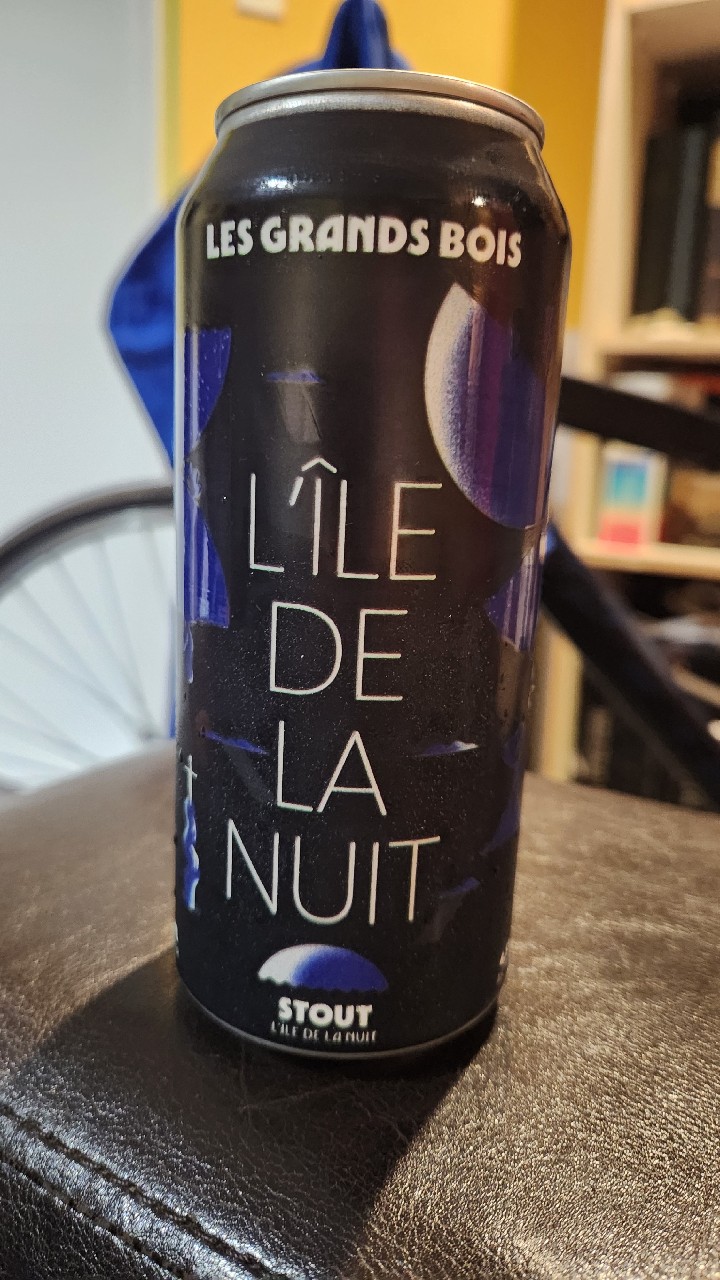 LES GRANDS BOIS
L'ÎLE
DE
LA
NUIT
STOUT
L'ÎLE DE LA NUIT